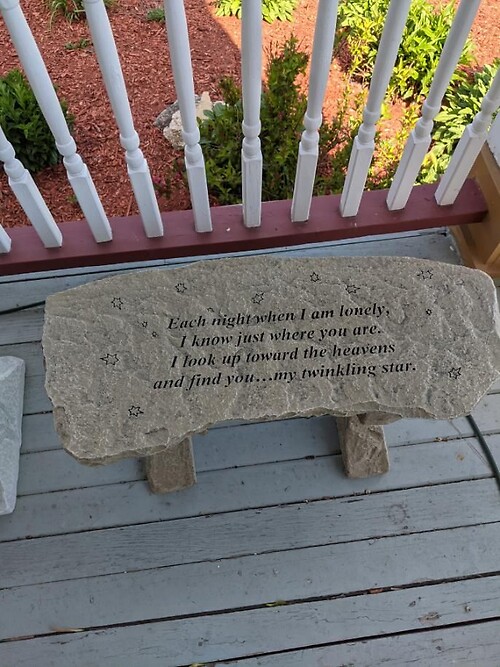 Each night when I am lonely,
I know just where you are.
I look up toward the heavens
and find you...my twinkling star.